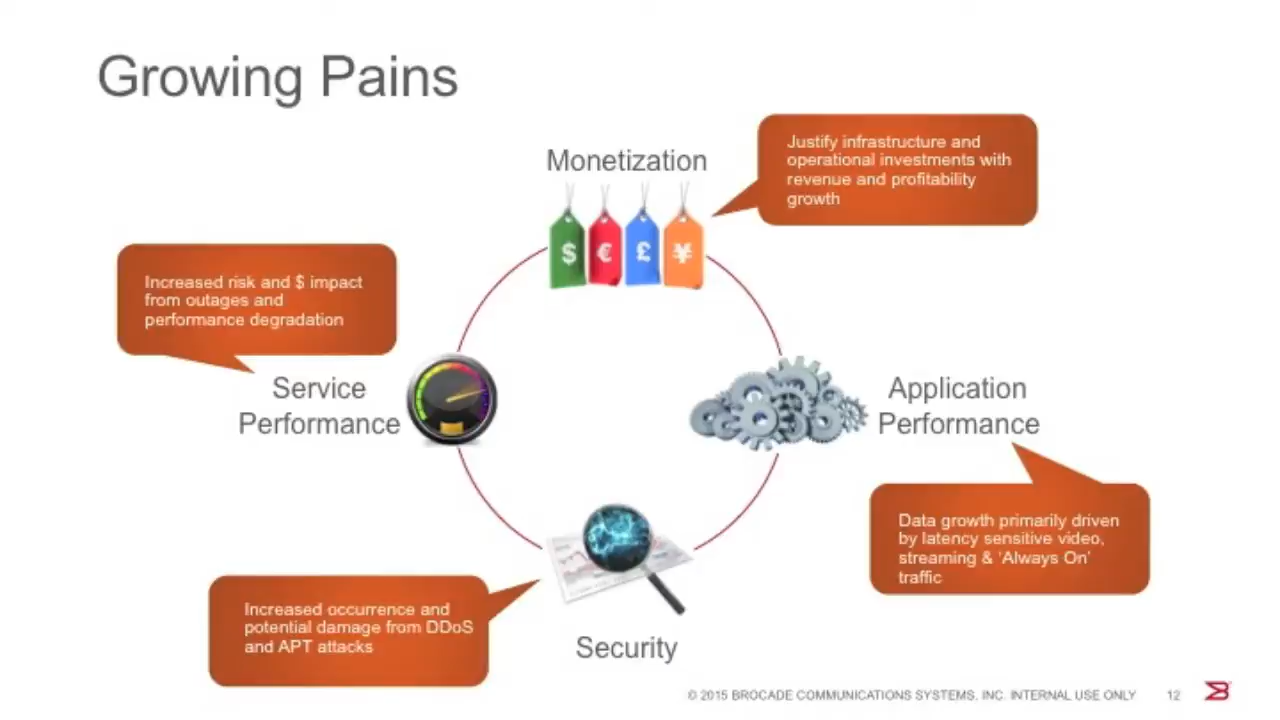 Growing Pains
Monetization
Justify infrastructure and
operational investments with
revenue and profitability
growth
$ € £ ¥
Increased risk and $ impact
from outages and
performance degradation
Service
Performance
Application
Performance
Data growth primarily driven
by latency sensitive video,
streaming & ‘Always On’
traffic
Increased occurrence and
potential damage from DDoS
and APT attacks
Security
© 2015 BROCADE COMMUNICATIONS SYSTEMS, INC. INTERNAL USE ONLY
12